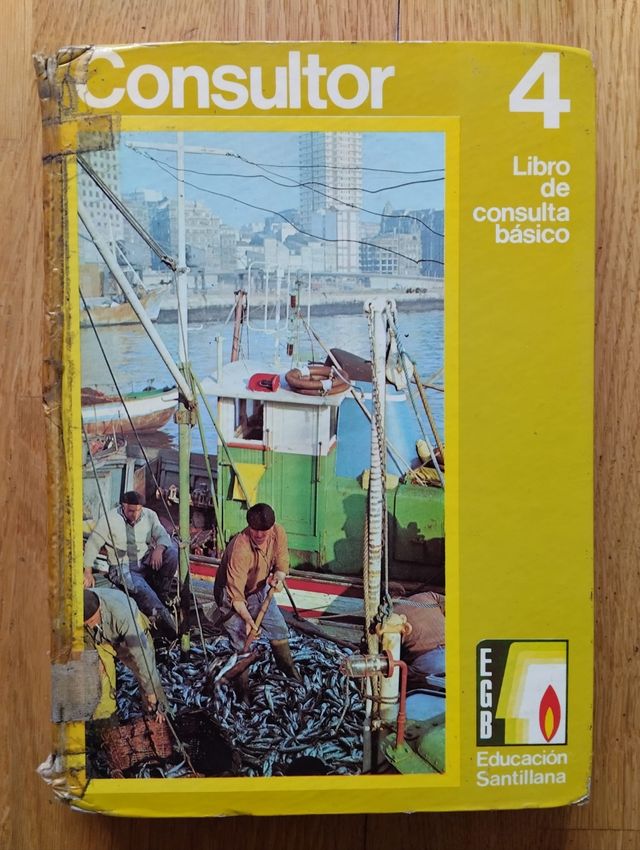 Consultor 4
Libro
de
consulta
básico
EGB
Educación
Santillana